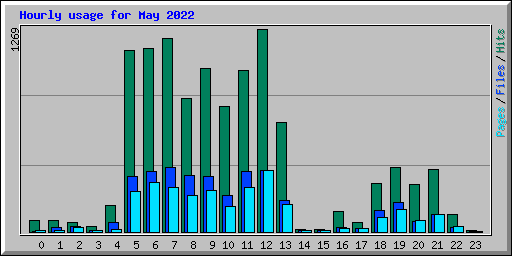 Hourly usage for May 2022
1269
Pages/Files/Hits
0 1 2 3 4 5 6 7 8 9 10 11 12 13 14 15 16 17 18 19 20 21 22 23